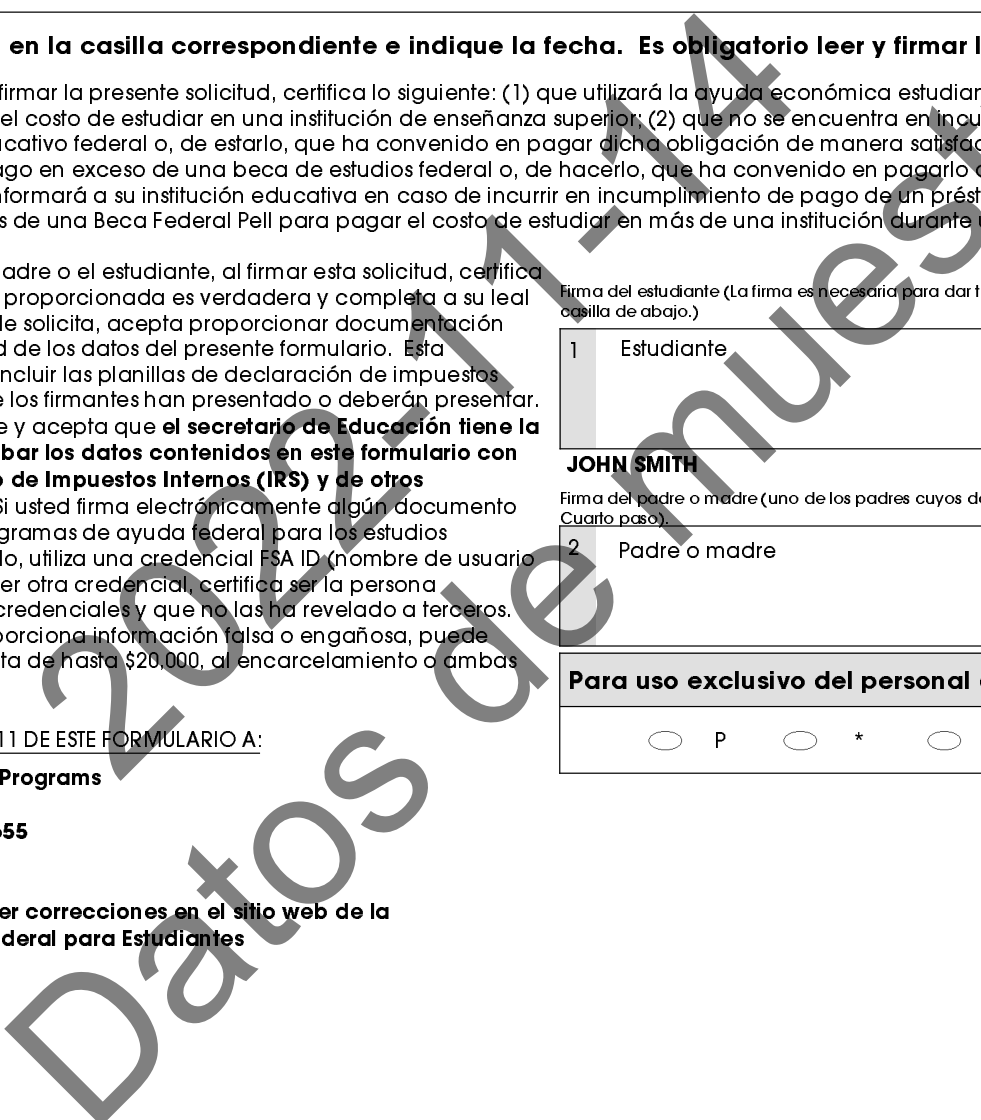 en la casilla correspondiente e indique la fecha. Es obligatorio leer y firmar l
firmar la presente solicitud, certifica lo siguiente: (1) que utilizará la ayuda económica estudian
el costo de estudiar en una institución de enseñanza superior; (2) que no se encuentra en incu
ucativo federal o, de estarlo, que ha convenido en pagar dicha obligación de manera satisfac
ago en exceso de una beca de estudios federal o, de hacerlo, que ha convenido en pagarlo d
nformará a su institución educativa en caso de incurrir en incumplimiento de pago de un prést
s de una Beca Federal Pell para pagar el costo de estudiar en más de una institución durante u
adre o el estudiante, al firmar esta solicitud, certifica
proporcionada es verdadera y completa a su leal
le solicita, acepta proporcionar documentación
d de los datos del presente formulario. Esta
ncluir las planillas de declaración de impuestos
e los firmantes han presentado o deberán presentar.
e y acepta que el secretario de Educación tiene la
bar los datos contenidos en este formulario con
o de Impuestos Internos (IRS) y de otros
Si usted firma electrónicamente algún documento
gramas de ayuda federal para los estudios
lo, utiliza una credencial FSA ID (nombre de usuario
er otra credencial, certifica ser la persona
credenciales y que no las ha revelado a terceros.
porciona información falsa o engañosa, puede
ta de hasta $20,000, al encarcelamiento o ambas
11 DE ESTE FORMULARIO A:
Programs
655
er correcciones en el sitio web de la
deral para Estudiantes
Firma del estudiante (La firma es necesaria para dar t
casilla de abajo.)
1 Estudiante
JOHN SMITH
Firma del padre o madre (uno de los padres cuyos da
Cuarto paso).
2 Padre o madre
Para uso exclusivo del personal
P *
2022-11-14
Datos de muest